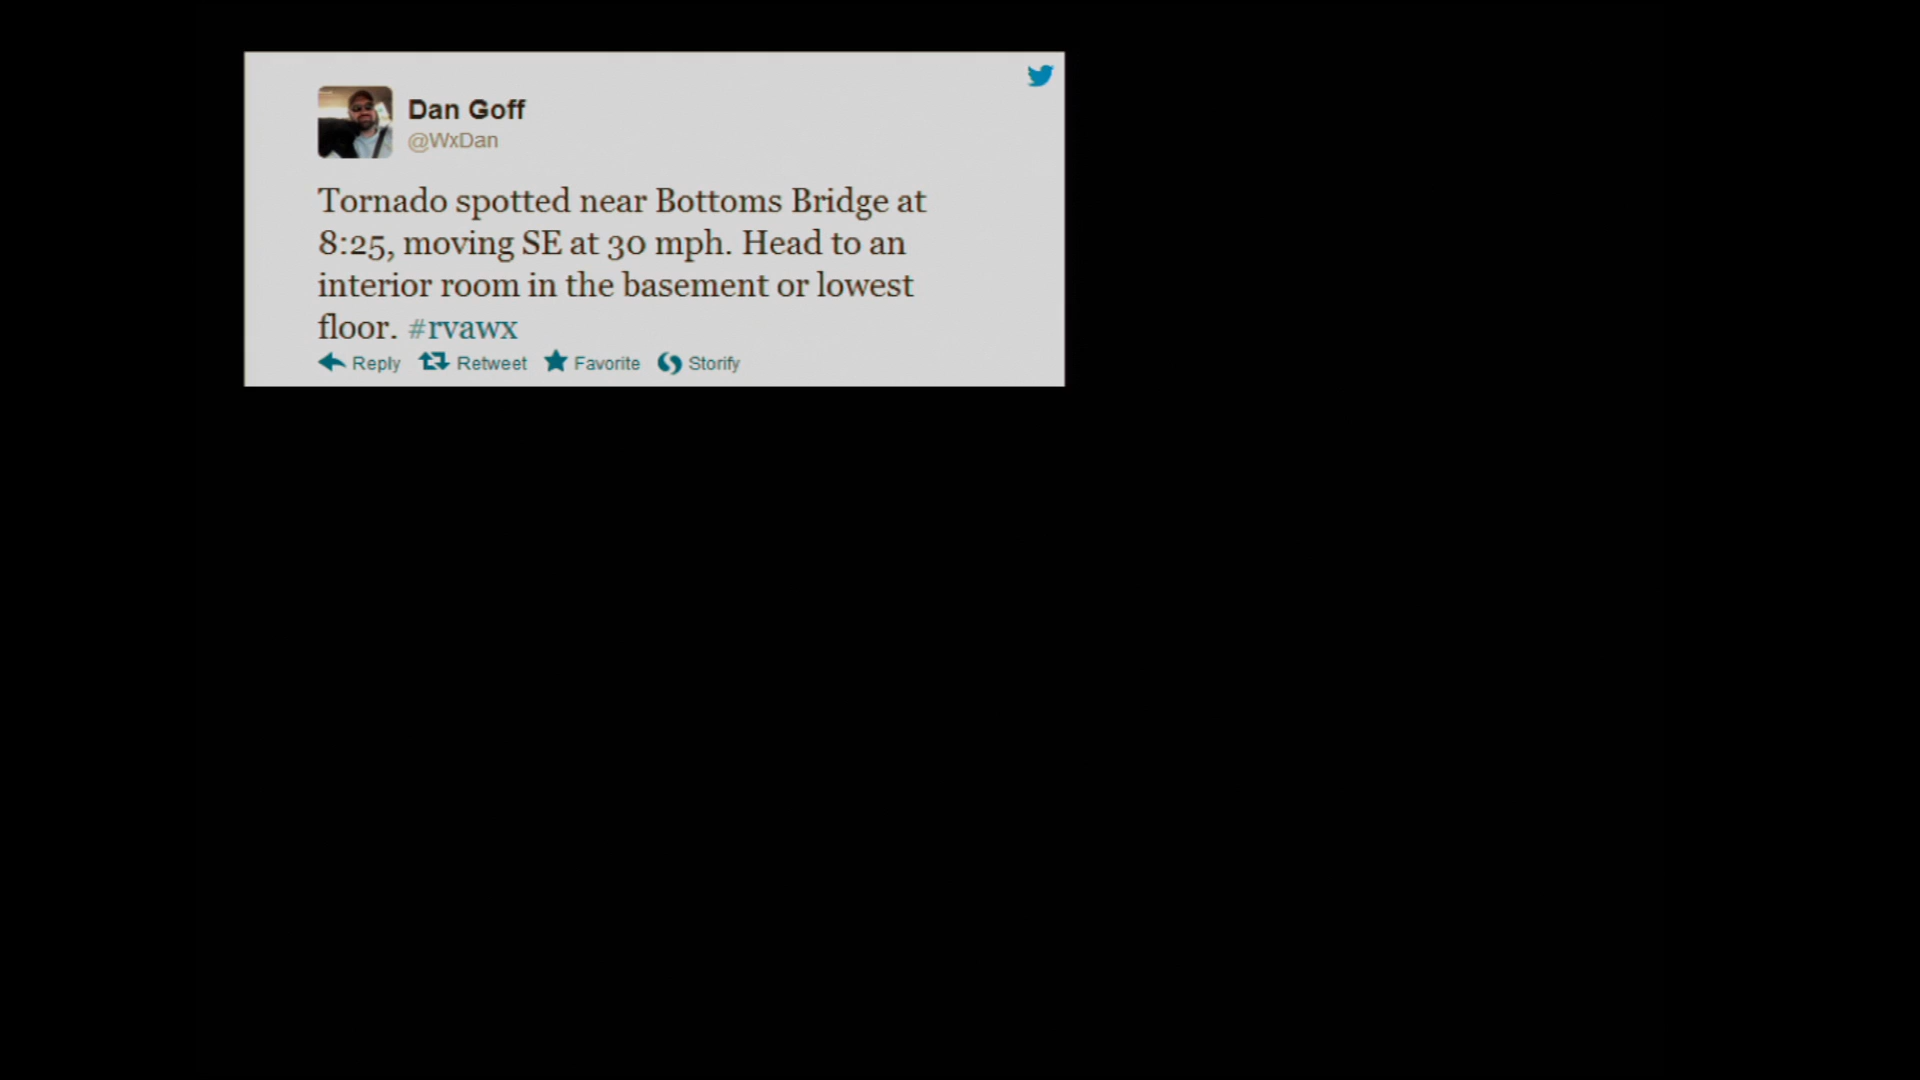 Dan Goff
@WxDan
Tornado spotted near Bottoms Bridge at
8:25, moving SE at 30 mph. Head to an
interior room in the basement or lowest
floor. #rvawx
Reply Retweet Favorite Storify